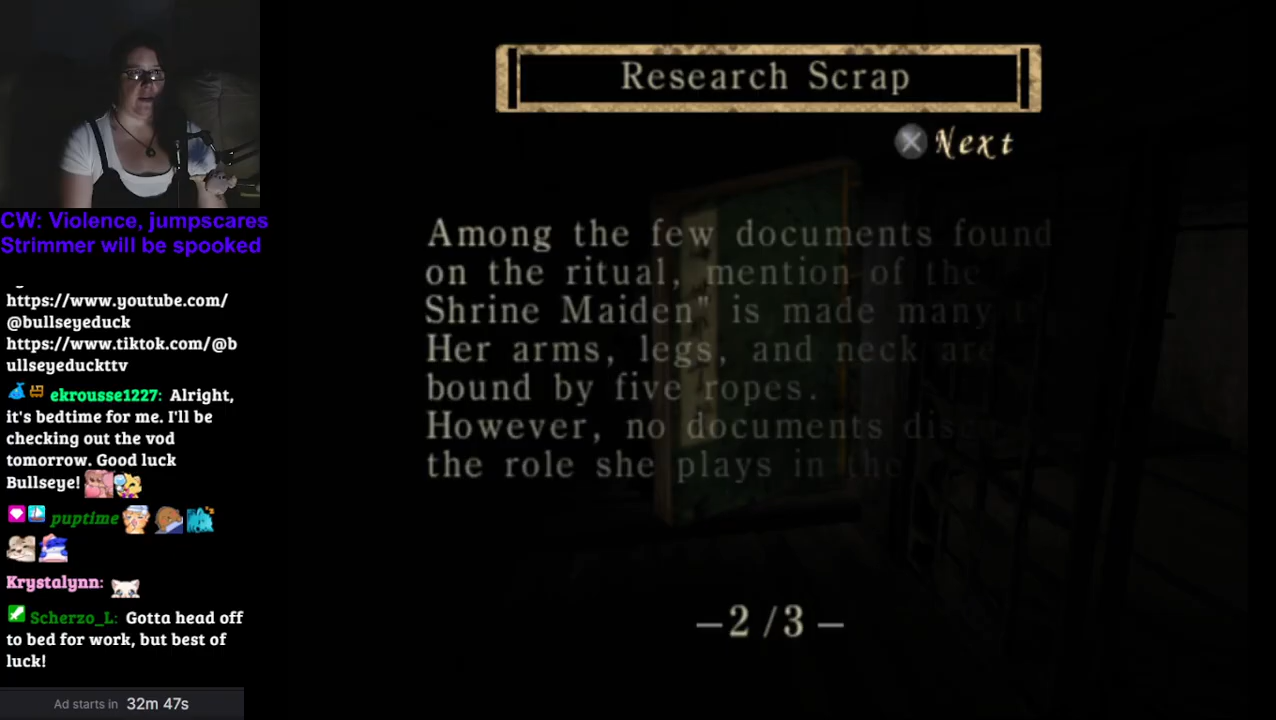 Research Scrap
Next
Among the few documents found
on the ritual, mention of the
Shrine Maiden" is made many
Her arms, legs, and neck are
bound by five ropes.
However, no documents
the role she plays in the
–2/3–
CW: Violence, jumpscares
Strimmer will be spooked
https://www.youtube.com/
@bullseyeduck
https://www.tiktok.com/@b
ullseyeduckttv
ekrousse1227: Alright,
it's bedtime for me. I'll be
checking out the vod
tomorrow. Good luck
Bullseye!
puptime
Krystalynn:
Scherzo_L: Gotta head off
to bed for work, but best of
luck!
Ad starts in 32m 47s